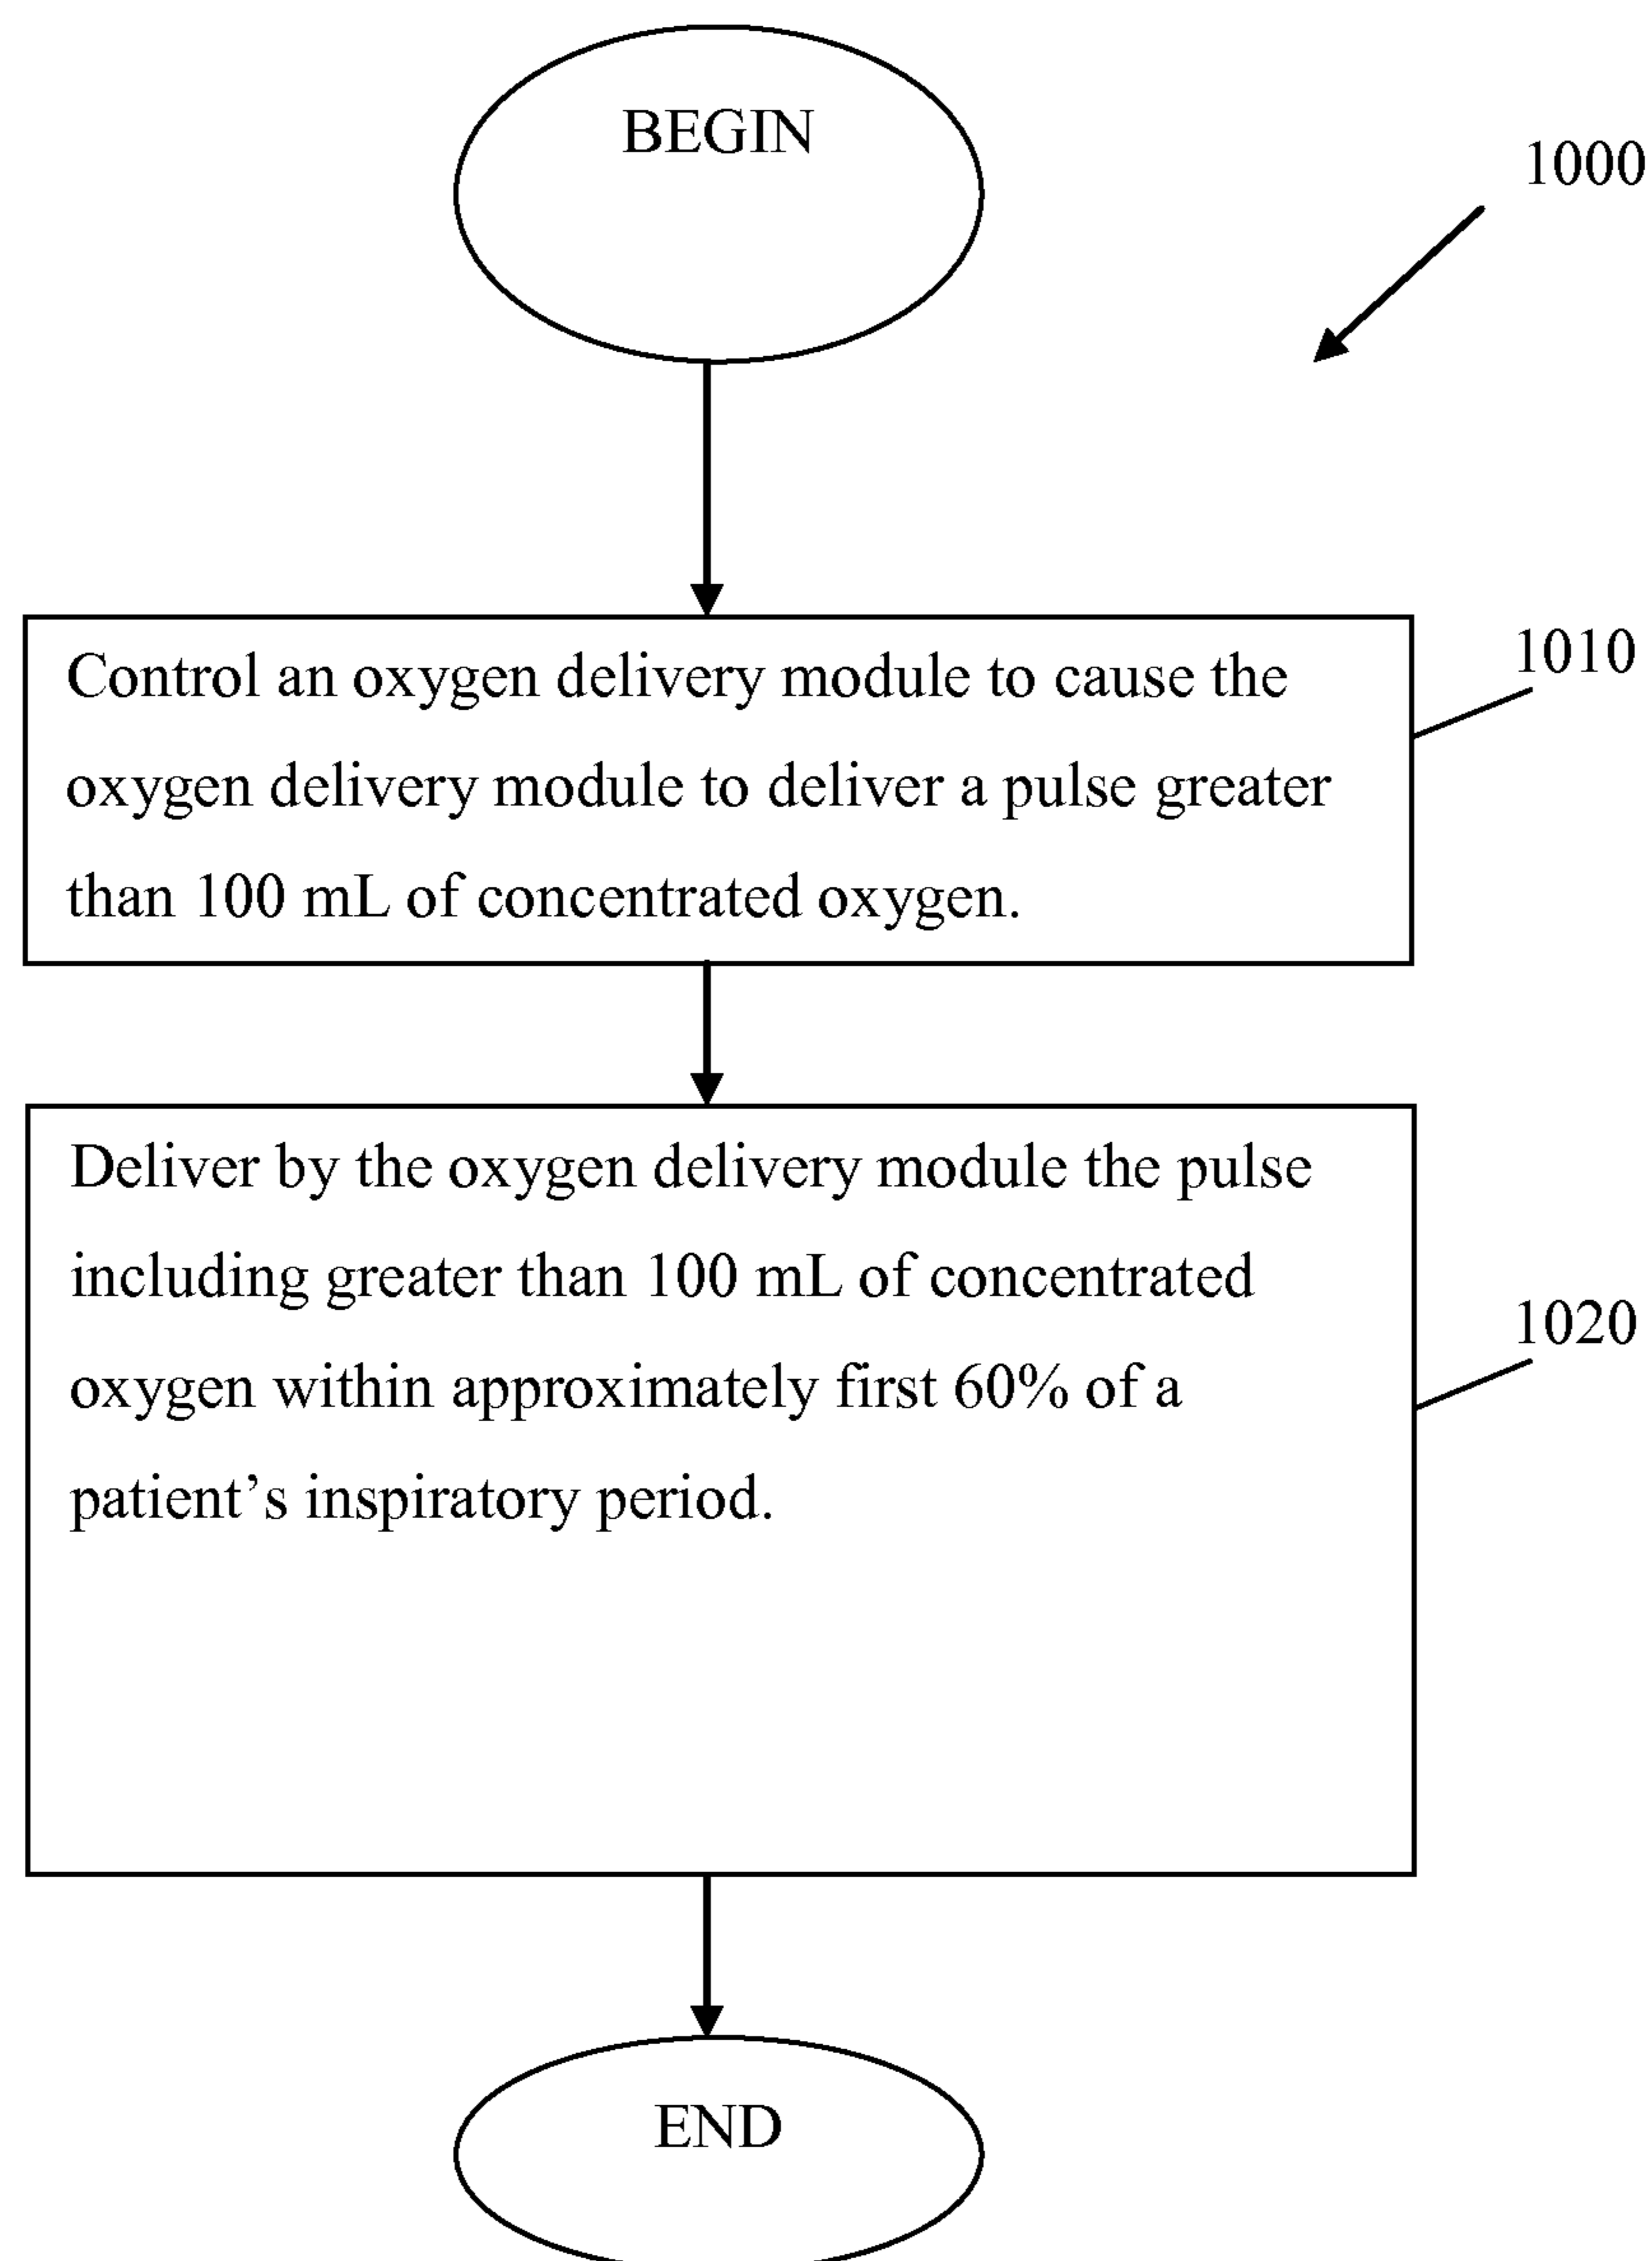 BEGIN
1000
Control an oxygen delivery module to cause the
oxygen delivery module to deliver a pulse greater
than 100 mL of concentrated oxygen.
1010
Deliver by the oxygen delivery module the pulse
including greater than 100 mL of concentrated
oxygen within approximately first 60% of a
patient’s inspiratory period.
1020
END